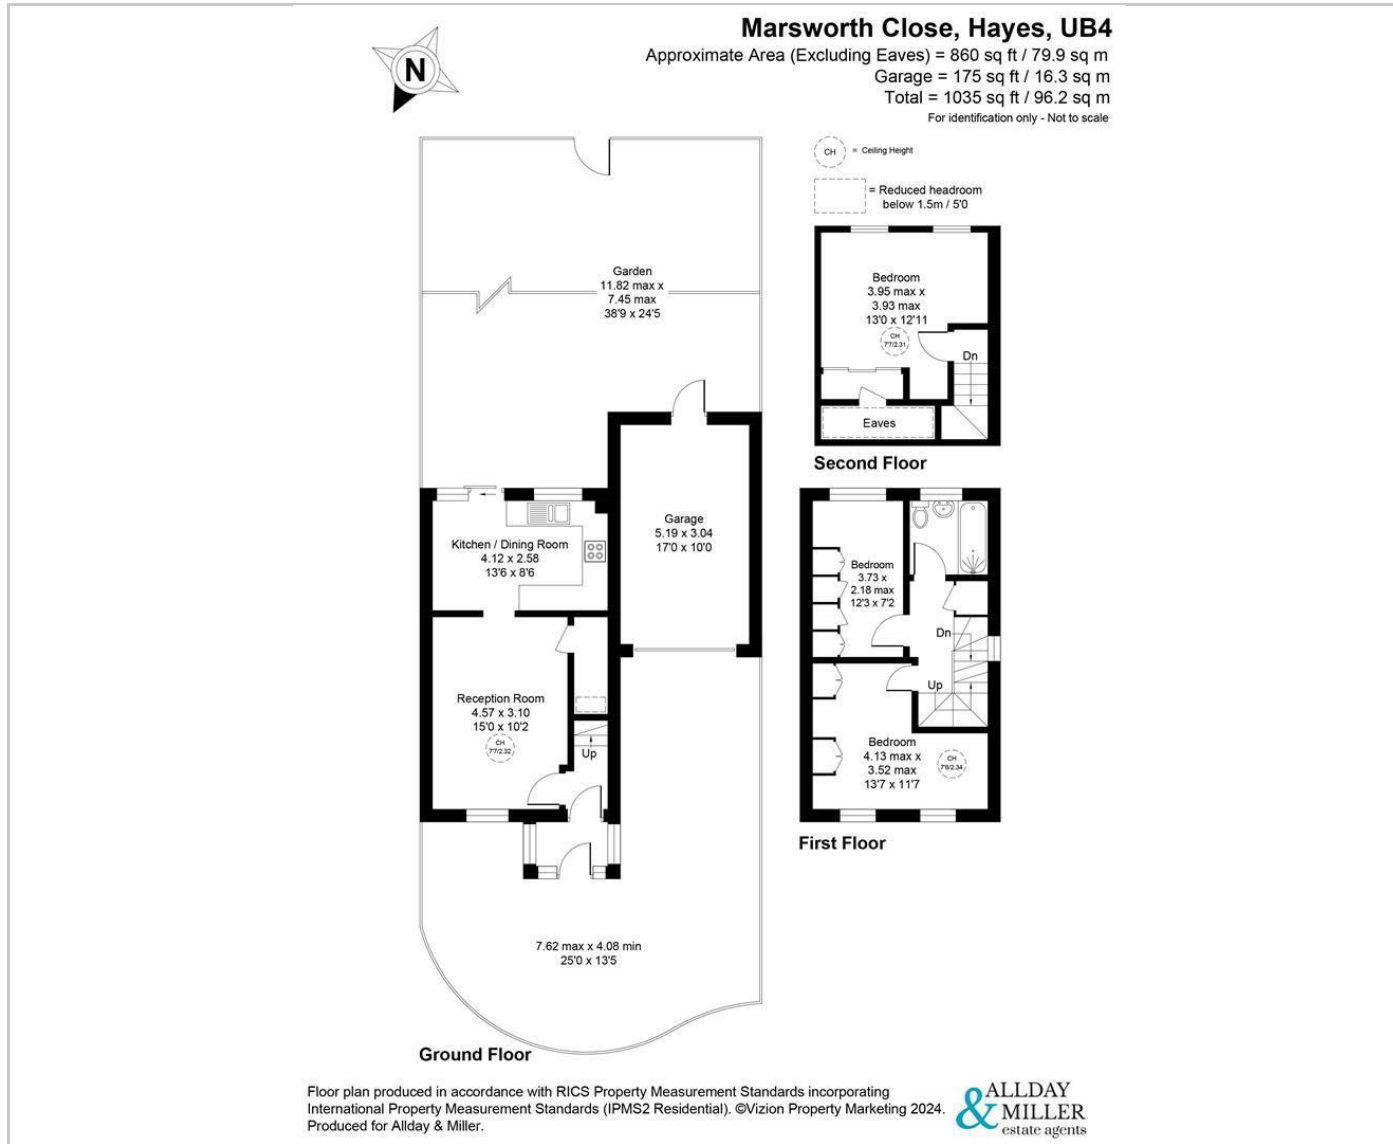 Marsworth Close, Hayes, UB4
Approximate Area (Excluding Eaves) = 860 sq ft / 79.9 sq m
Garage = 175 sq ft / 16.3 sq m
Total = 1035 sq ft / 96.2 sq m
For identification only - Not to scale
N
CH
= Ceiling Height
= Reduced headroom
below 1.5m / 5'0
Bedroom
3.95 max x
3.93 max
13'0 x 12'11
CH
7'7/2.31
Dn
Eaves
Second Floor
Garden
11.82 max x
7.45 max
38'9 x 24'5
Garage
5.19 x 3.04
17'0 x 10'0
Kitchen / Dining Room
4.12 x 2.58
13'6 x 8'6
Reception Room
4.57 x 3.10
15'0 x 10'2
CH
7'7/2.32
Up
7.62 max x 4.08 min
25'0 x 13'5
Ground Floor
Bedroom
3.73 x
2.18 max
12'3 x 7'2
Dn
Up
Bedroom
4.13 max x
3.52 max
13'7 x 11'7
CH
7'8/2.34
First Floor
Floor plan produced in accordance with RICS Property Measurement Standards incorporating
International Property Measurement Standards (IPMS2 Residential). ©Vizion Property Marketing 2024.
Produced for Allday & Miller.
ALLDAY
& MILLER
estate agents